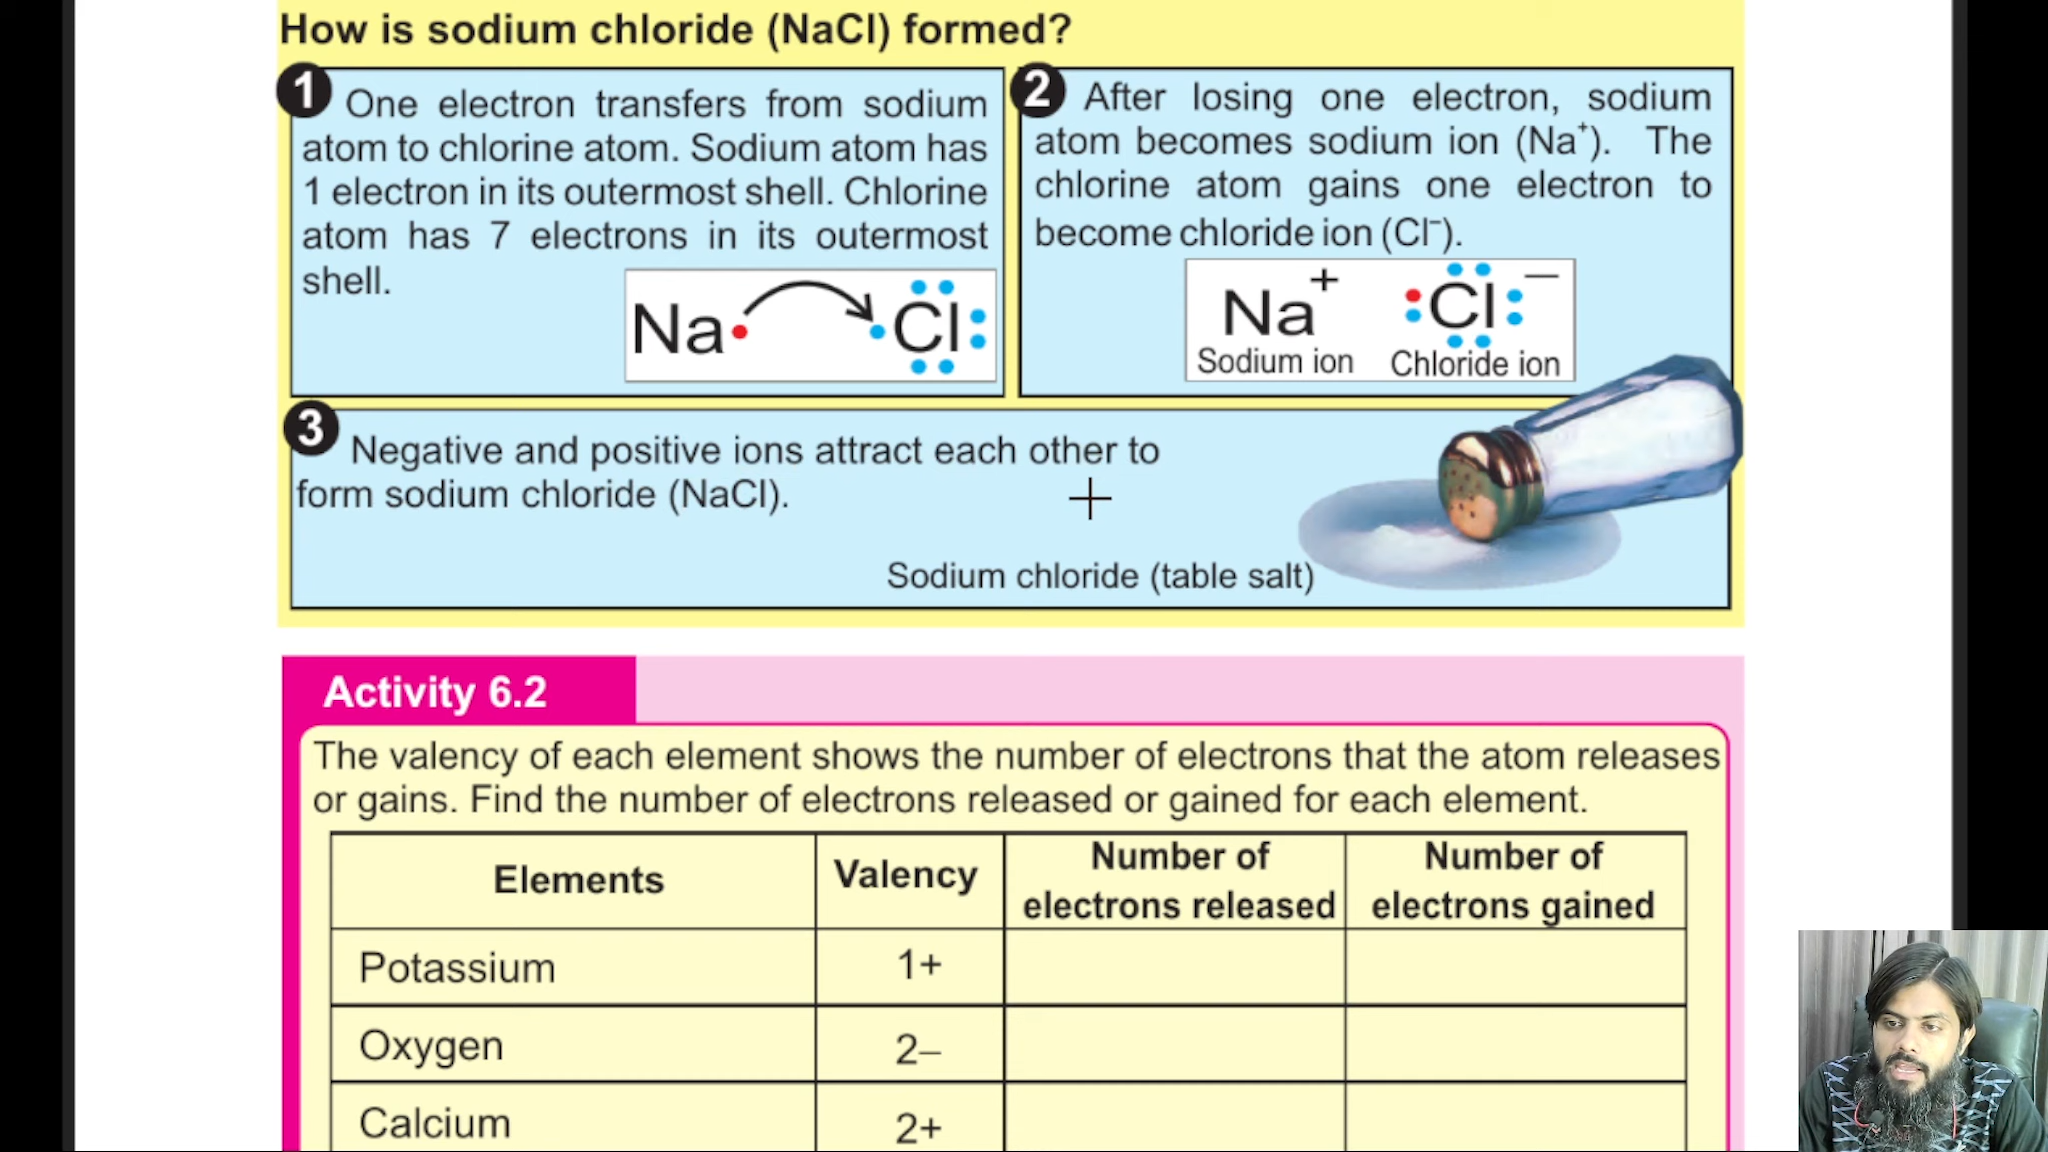 How is sodium chloride (NaCl) formed?
1
One electron transfers from sodium
atom to chlorine atom. Sodium atom has
1 electron in its outermost shell. Chlorine
atom has 7 electrons in its outermost
shell.
Na Cl
2
After losing one electron, sodium
atom becomes sodium ion (Na⁺). The
chlorine atom gains one electron to
become chloride ion (Cl⁻).
Na⁺ Cl⁻
Sodium ion Chloride ion
3
Negative and positive ions attract each other to
form sodium chloride (NaCl).
Sodium chloride (table salt)
Activity 6.2
The valency of each element shows the number of electrons that the atom releases
or gains. Find the number of electrons released or gained for each element.
Elements Valency Number of electrons released Number of electrons gained
Potassium 1+
Oxygen 2–
Calcium 2+